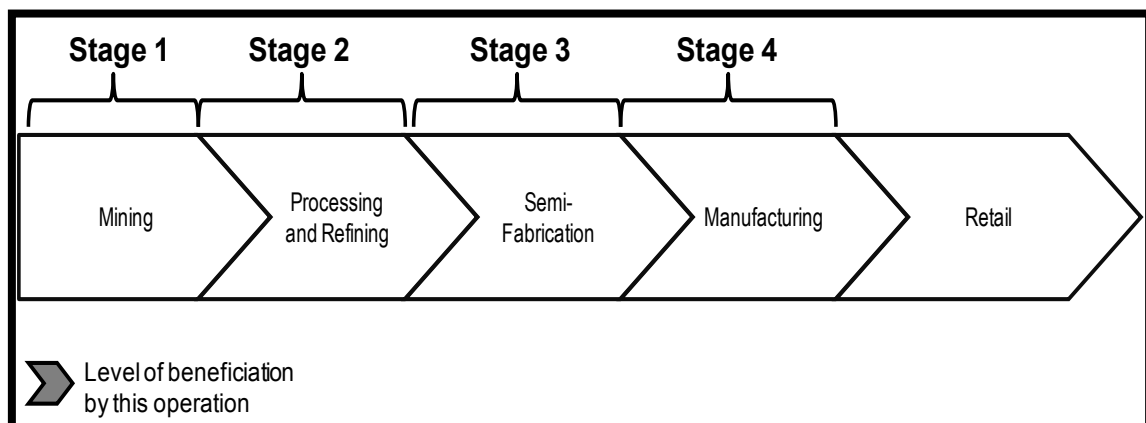 Stage 1 Stage 2 Stage 3 Stage 4
Mining
Processing
and Refining
Semi-
Fabrication
Manufacturing
Retail
Level of beneficiation
by this operation